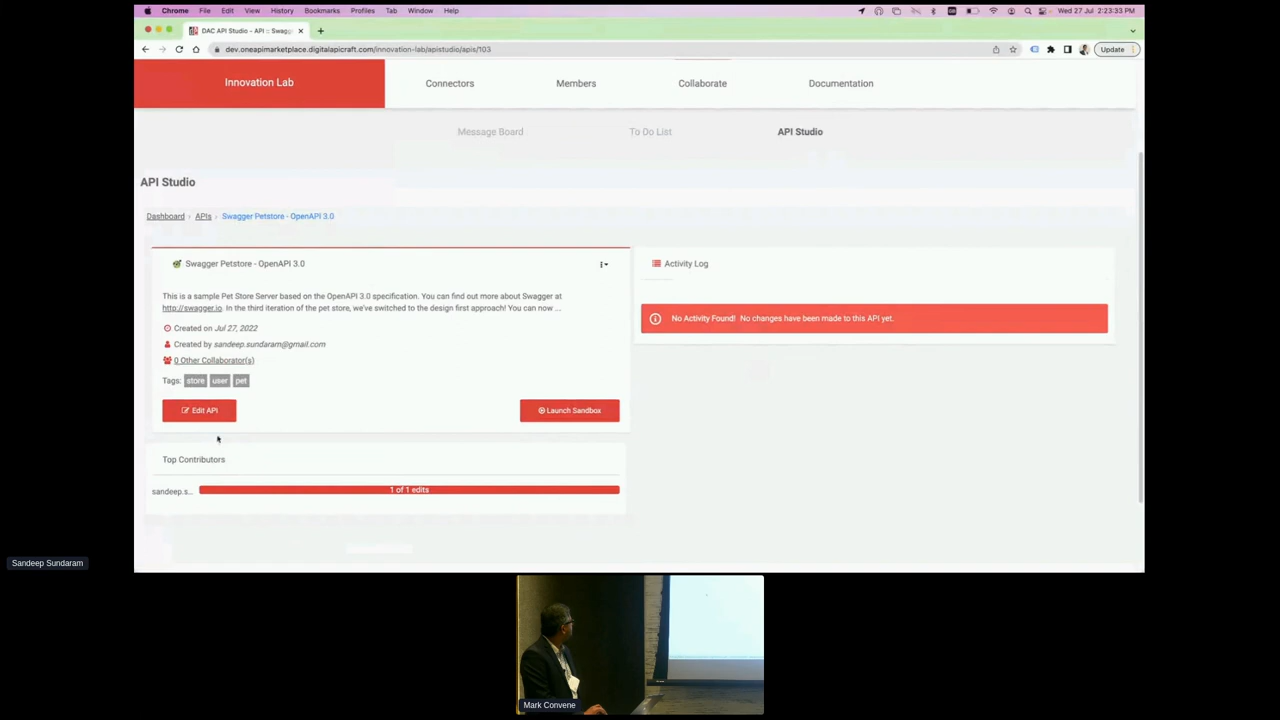 Chrome File Edit View History Bookmarks Profiles Tab Window Help
Wed 27 Jul 2:23:33 PM
DAC API Studio - API :: Swagg
dev.oneapimarketplace.digitalapicraft.com/innovation-lab/apistudio/apis/103
Update
Innovation Lab
Connectors
Members
Collaborate
Documentation
Message Board
To Do List
API Studio
API Studio
Dashboard › APIs › Swagger Petstore - OpenAPI 3.0
Swagger Petstore - OpenAPI 3.0
This is a sample Pet Store Server based on the OpenAPI 3.0 specification. You can find out more about Swagger at
http://swagger.io. In the third iteration of the pet store, we've switched to the design first approach! You can now ...
Created on Jul 27, 2022
Created by sandeep.sundaram@gmail.com
0 Other Collaborator(s)
Tags: store user pet
Edit API
Launch Sandbox
Activity Log
No Activity Found! No changes have been made to this API yet.
Top Contributors
sandeep.s...
1 of 1 edits
Sandeep Sundaram
Mark Convene